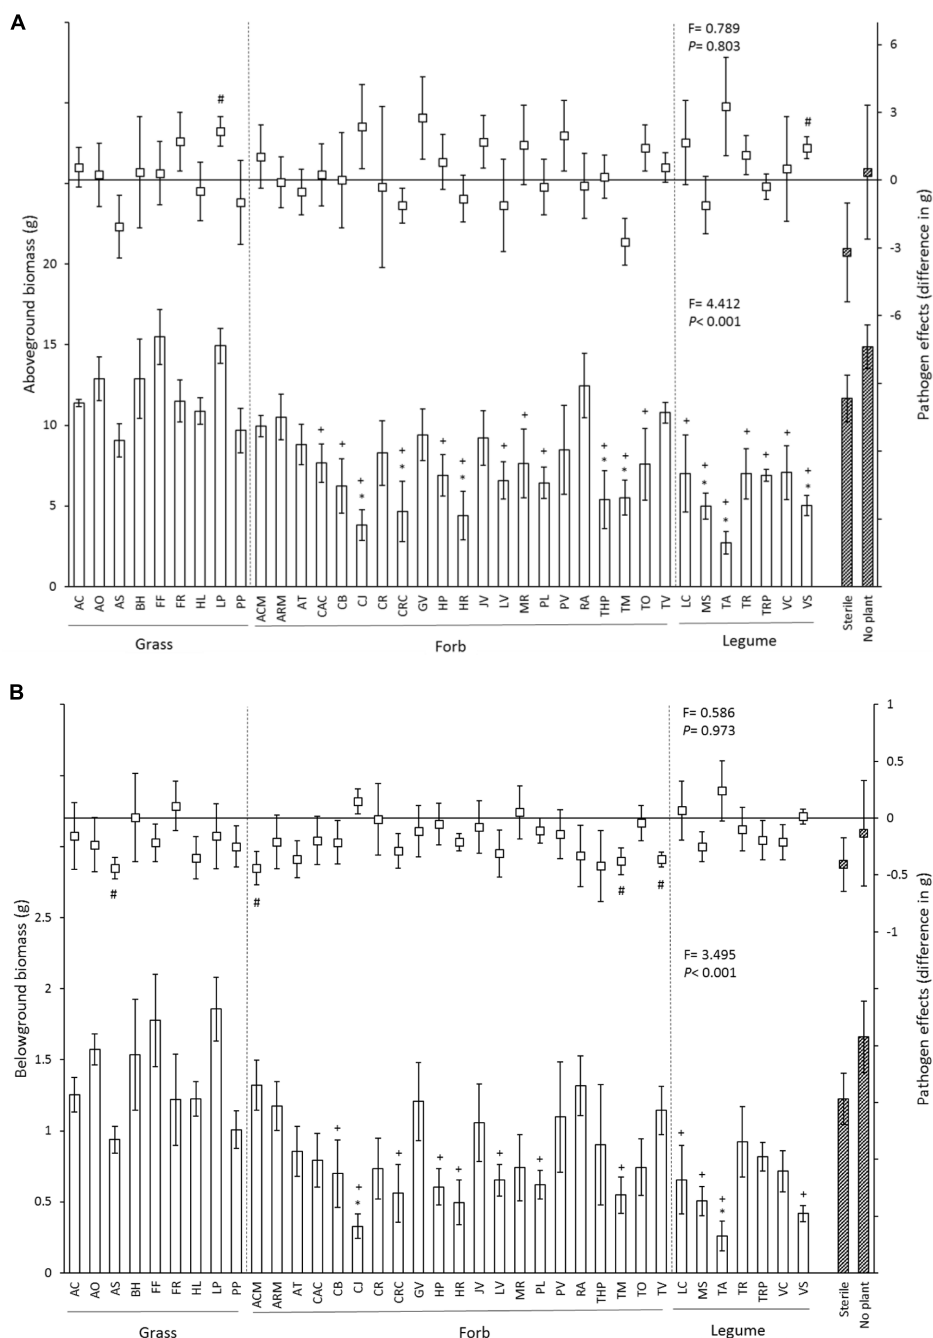 A
F= 0.789
P= 0.803
6
3
0
-3
-6
#
#
Aboveground biomass (g)
Pathogen effects (difference in g)
20
15
10
5
0
F= 4.412
P< 0.001
+ + + * + * + + * + + + + * + * + + + * + * + + + *
AC AO AS BH FF FR HL LP PP ACM ARM AT CAC CB CJ CR CRC GV HP HR JV LV MR PL PV RA THP TM TO TV LC MS TA TR TRP VC VS Sterile No plant
Grass Forb Legume
B
F= 0.586
P= 0.973
1
0.5
0
-0.5
-1
# # # #
Belowground biomass (g)
Pathogen effects (difference in g)
2.5
2
1.5
1
0.5
0
F= 3.495
P< 0.001
+ + * + + + + + + + + + * +
AC AO AS BH FF FR HL LP PP ACM ARM AT CAC CB CJ CR CRC GV HP HR JV LV MR PL PV RA THP TM TO TV LC MS TA TR TRP VC VS Sterile No plant
Grass Forb Legume